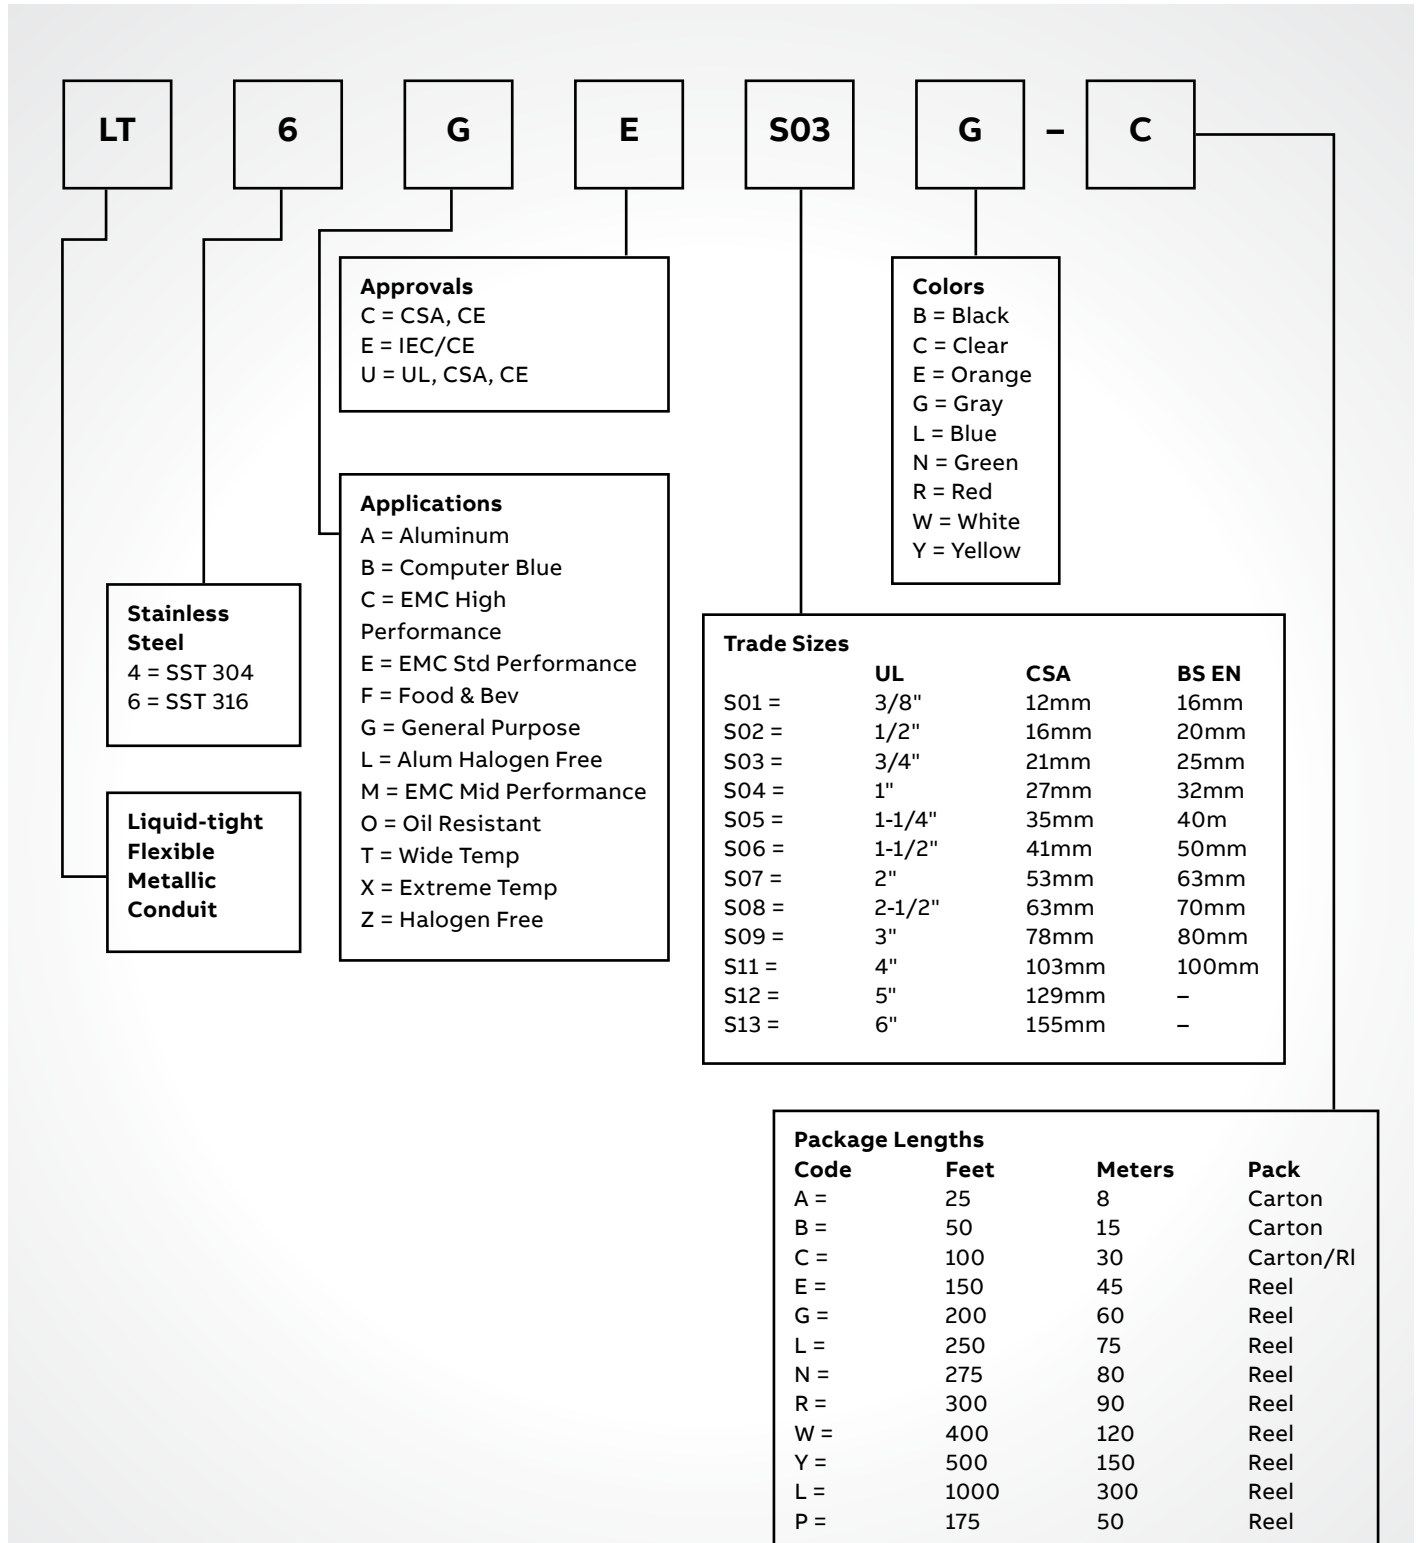 LT 6 G E S03 G – C
Approvals
C = CSA, CE
E = IEC/CE
U = UL, CSA, CE
Colors
B = Black
C = Clear
E = Orange
G = Gray
L = Blue
N = Green
R = Red
W = White
Y = Yellow
Applications
A = Aluminum
B = Computer Blue
C = EMC High
Performance
E = EMC Std Performance
F = Food & Bev
G = General Purpose
L = Alum Halogen Free
M = EMC Mid Performance
O = Oil Resistant
T = Wide Temp
X = Extreme Temp
Z = Halogen Free
Stainless
Steel
4 = SST 304
6 = SST 316
Liquid-tight
Flexible
Metallic
Conduit
Trade Sizes
UL CSA BS EN
S01 = 3/8" 12mm 16mm
S02 = 1/2" 16mm 20mm
S03 = 3/4" 21mm 25mm
S04 = 1" 27mm 32mm
S05 = 1-1/4" 35mm 40m
S06 = 1-1/2" 41mm 50mm
S07 = 2" 53mm 63mm
S08 = 2-1/2" 63mm 70mm
S09 = 3" 78mm 80mm
S11 = 4" 103mm 100mm
S12 = 5" 129mm –
S13 = 6" 155mm –
Package Lengths
Code Feet Meters Pack
A = 25 8 Carton
B = 50 15 Carton
C = 100 30 Carton/Rl
E = 150 45 Reel
G = 200 60 Reel
L = 250 75 Reel
N = 275 80 Reel
R = 300 90 Reel
W = 400 120 Reel
Y = 500 150 Reel
L = 1000 300 Reel
P = 175 50 Reel